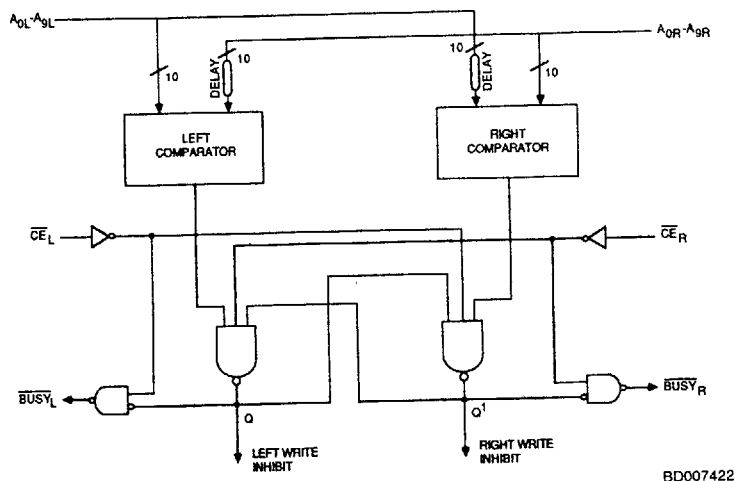 A0L-A9L
A0R-A9R
10
10
DELAY
10
DELAY
10
LEFT
COMPARATOR
RIGHT
COMPARATOR
CEL
CER
BUSYL
BUSYR
Q
Q1
LEFT WRITE
INHIBIT
RIGHT WRITE
INHIBIT
BD007422